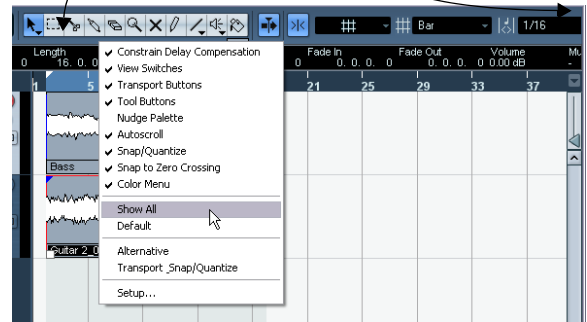 Bar 1/16
Length Fade In Fade Out Volume
0 16. 0. 0 0 0. 0. 0. 0 0. 0. 0. 0 0.00 dB -
1 5 21 25 29 33 37
✓ Constrain Delay Compensation
✓ View Switches
✓ Transport Buttons
✓ Tool Buttons
Nudge Palette
✓ Autoscroll
✓ Snap/Quantize
✓ Snap to Zero Crossing
✓ Color Menu
Bass
Show All
Default
Guitar 2_0
Alternative
Transport_Snap/Quantize
Setup...